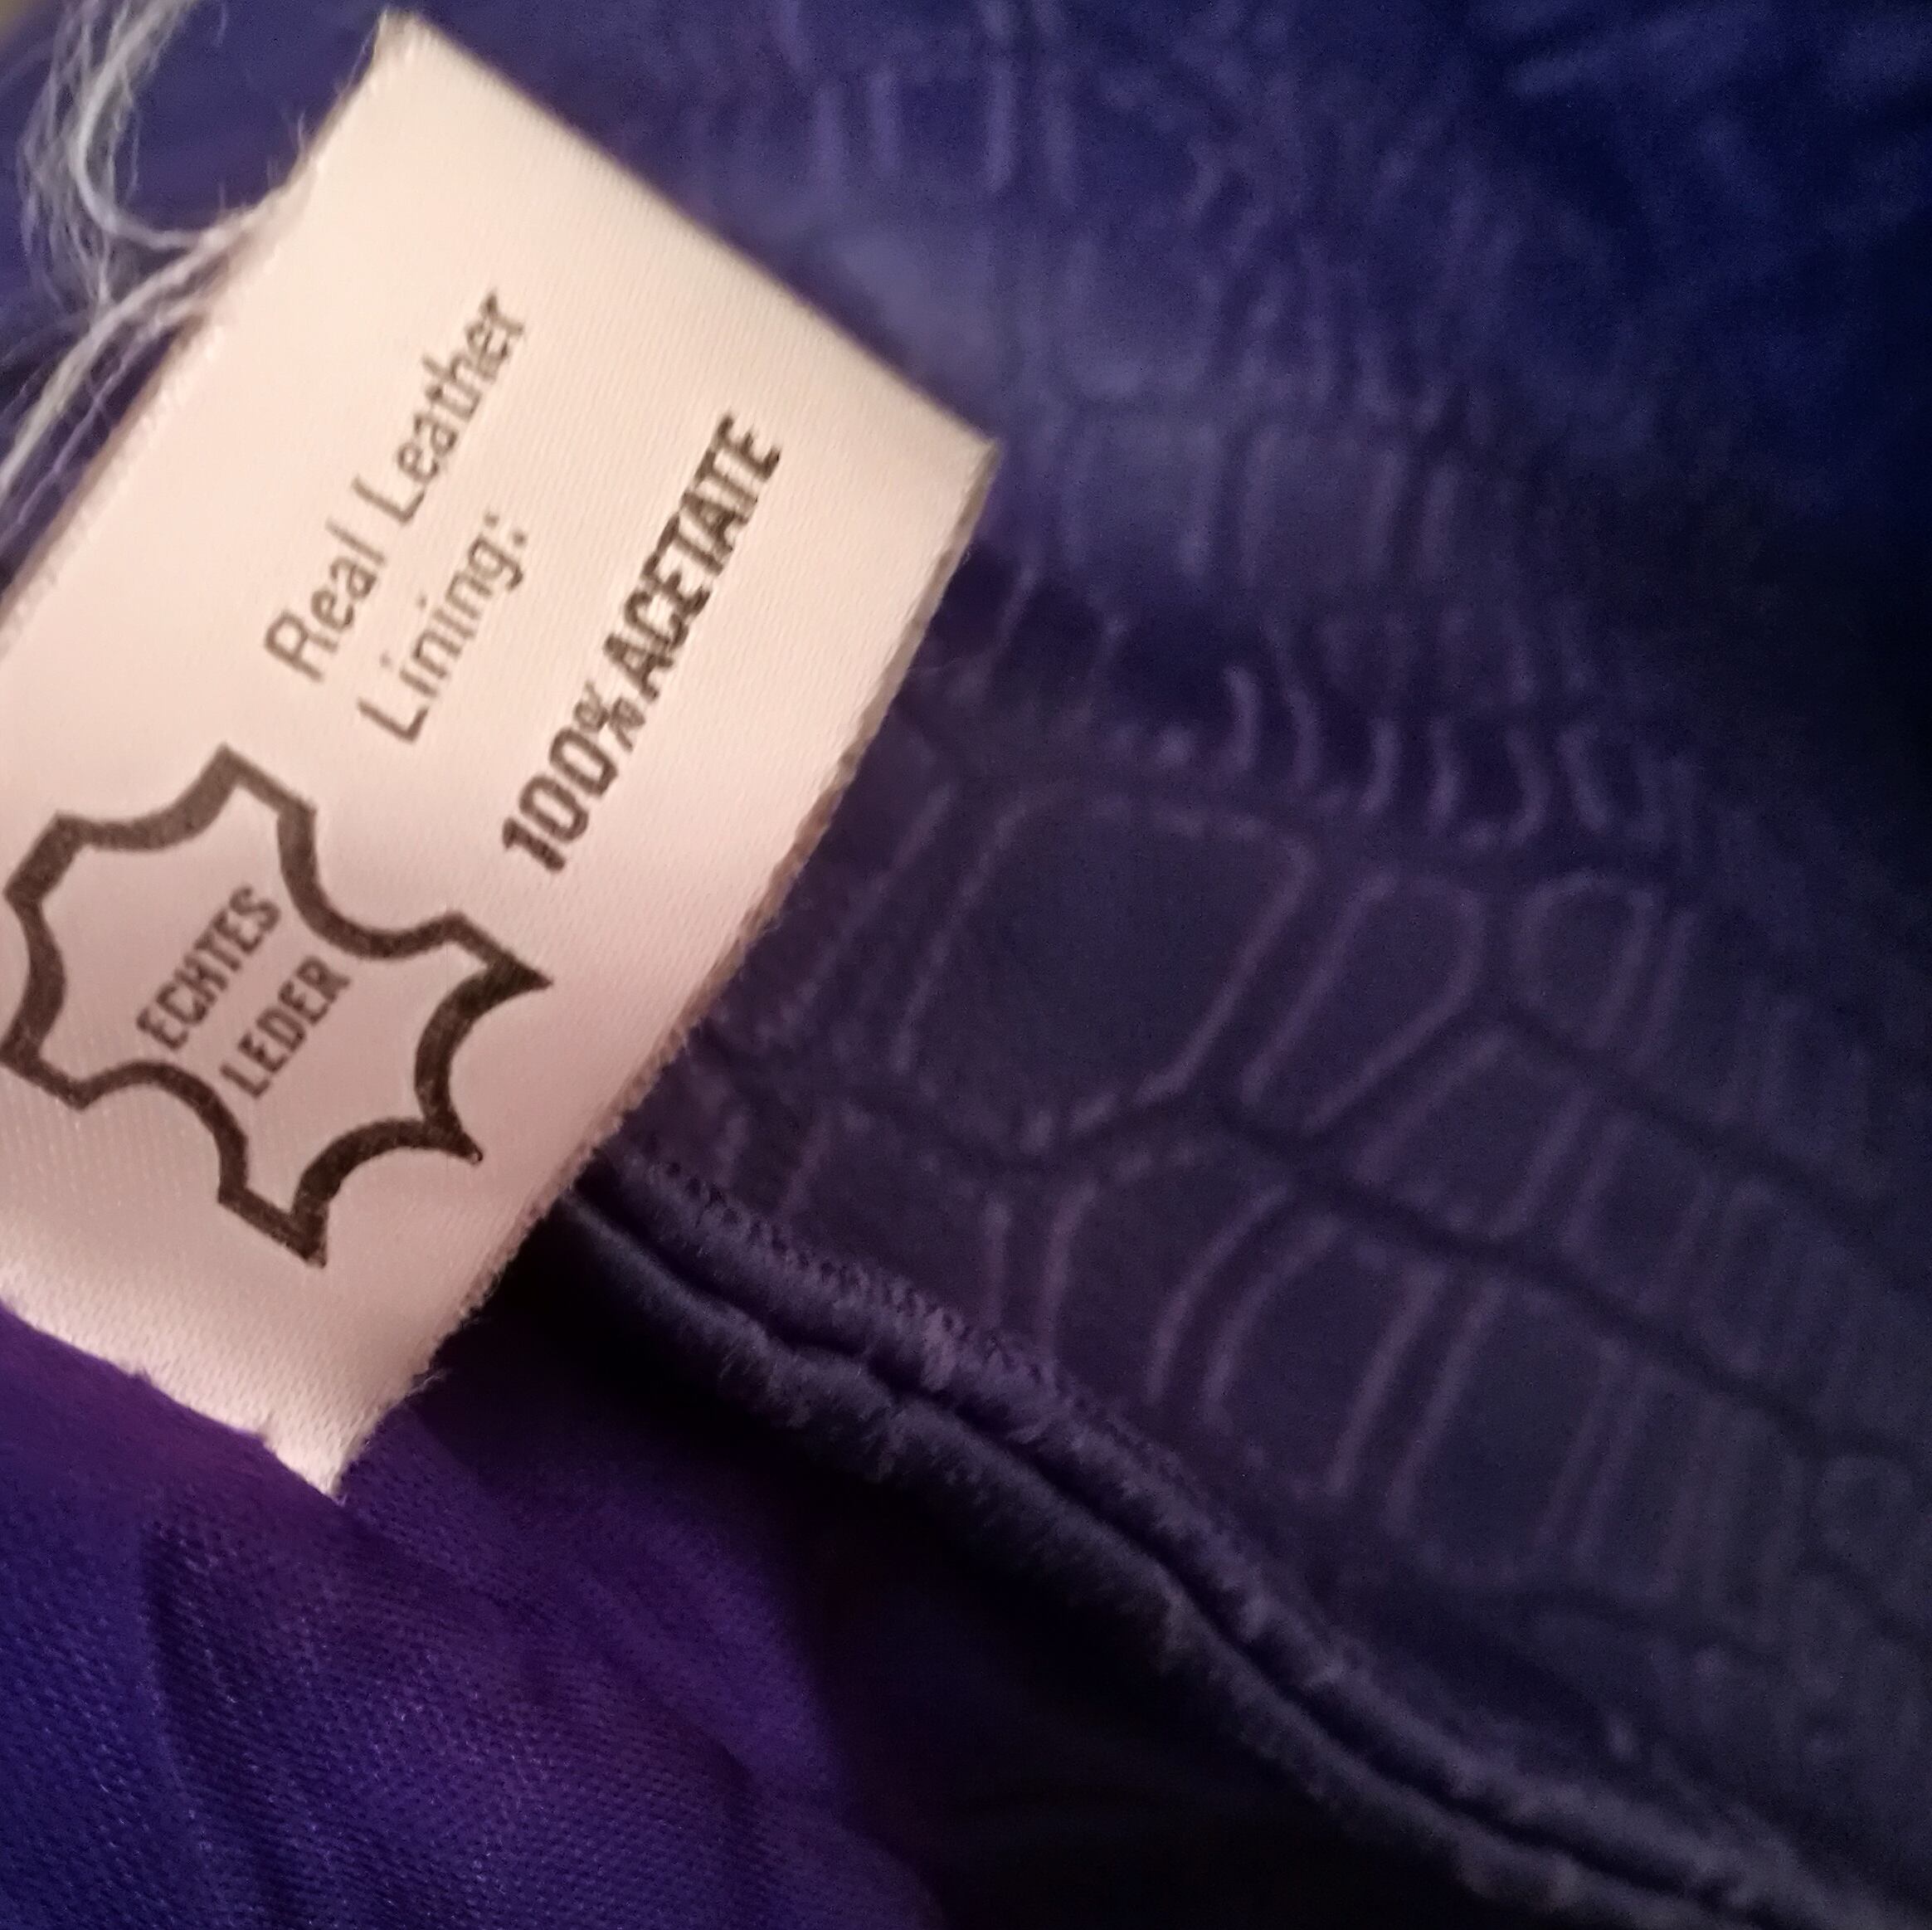 Real Leather
Lining:
100% ACETATE
ECHTES
LEDER